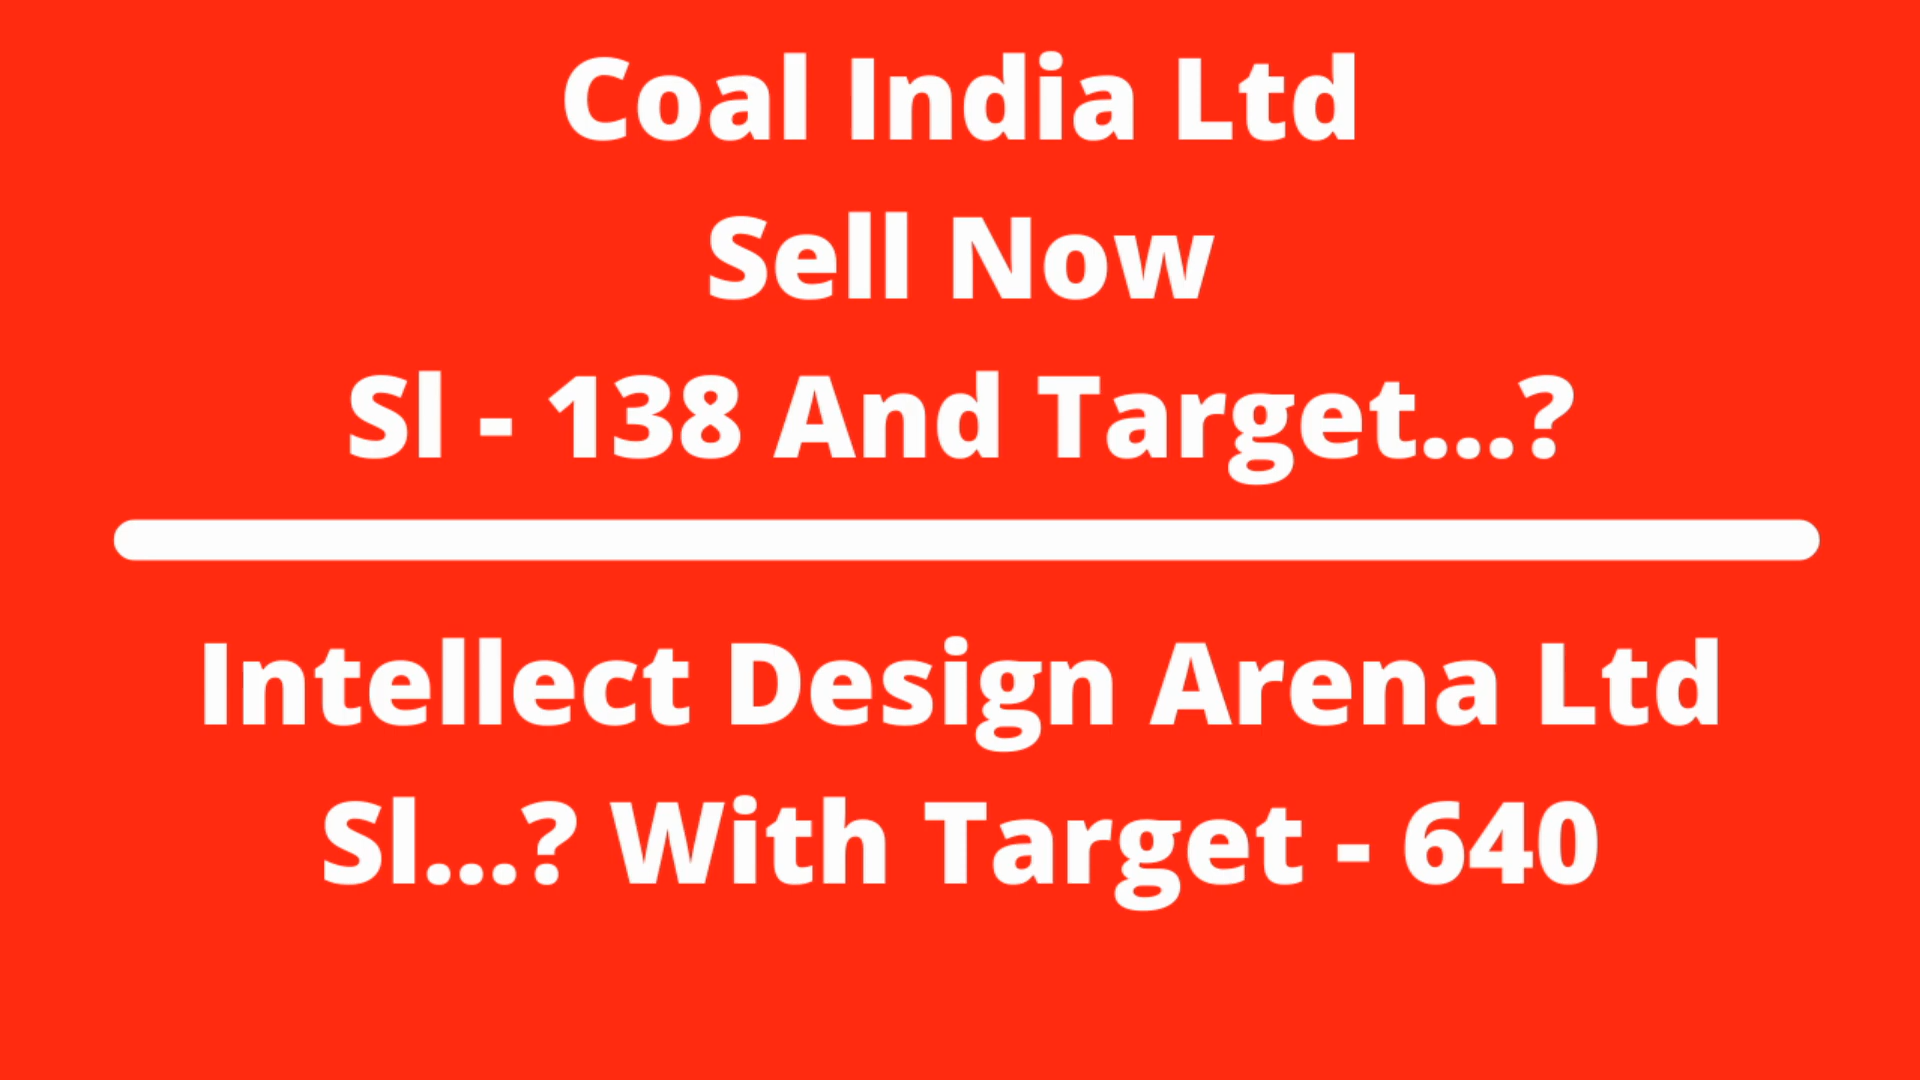 Coal India Ltd
Sell Now
Sl - 138 And Target...?
Intellect Design Arena Ltd
Sl...? With Target - 640